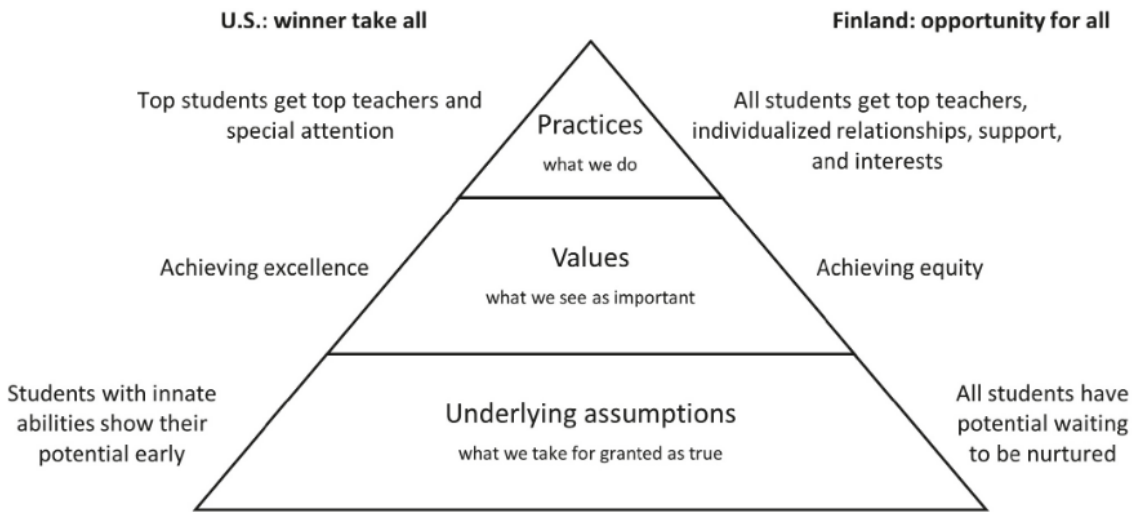 U.S.: winner take all
Finland: opportunity for all
Top students get top teachers and
special attention
Practices
what we do
All students get top teachers,
individualized relationships, support,
and interests
Achieving excellence
Values
what we see as important
Achieving equity
Students with innate
abilities show their
potential early
Underlying assumptions
what we take for granted as true
All students have
potential waiting
to be nurtured